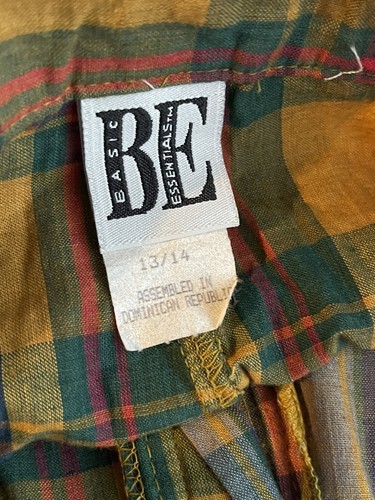 BASIC
BE
ESSENTIALS™
13/14
ASSEMBLED IN
DOMINICAN REPUBLIC